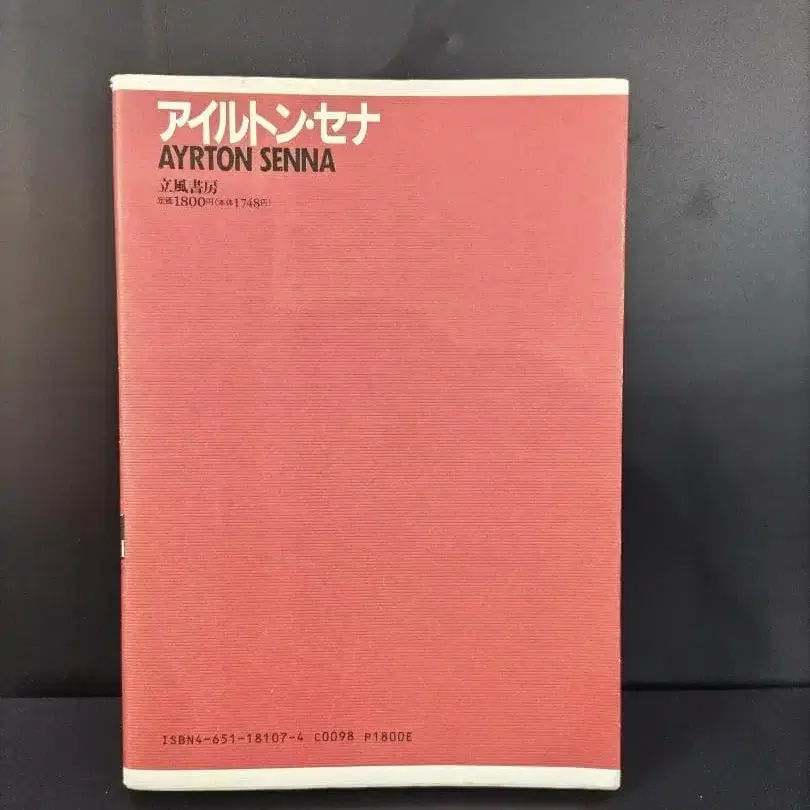 アイルトン・セナ
AYRTON SENNA
立風書房
定価1800円(本体1748円)
ISBN4-651-18107-4 C0098 P1800E